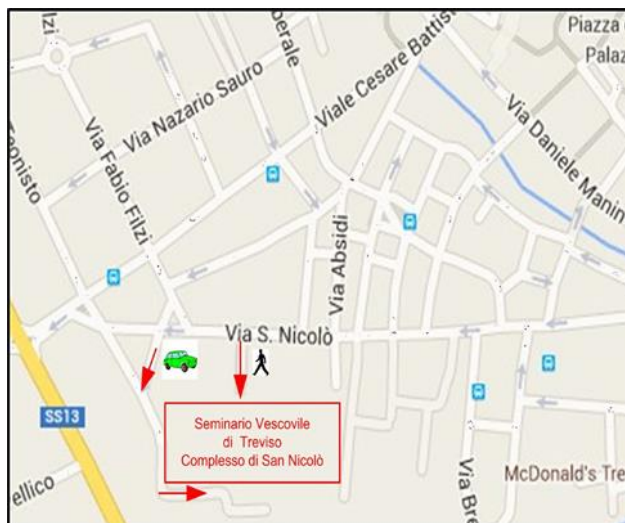 Piazza
Palaz
Via Nazario Sauro
Viale Cesare Battist
Via Daniele Manin
Via Fabio Filzi
Via Absidi
Via S. Nicolò
SS13
Seminario Vescovile
di Treviso
Complesso di San Nicolò
ellico
McDonald's Tre
Via Bre